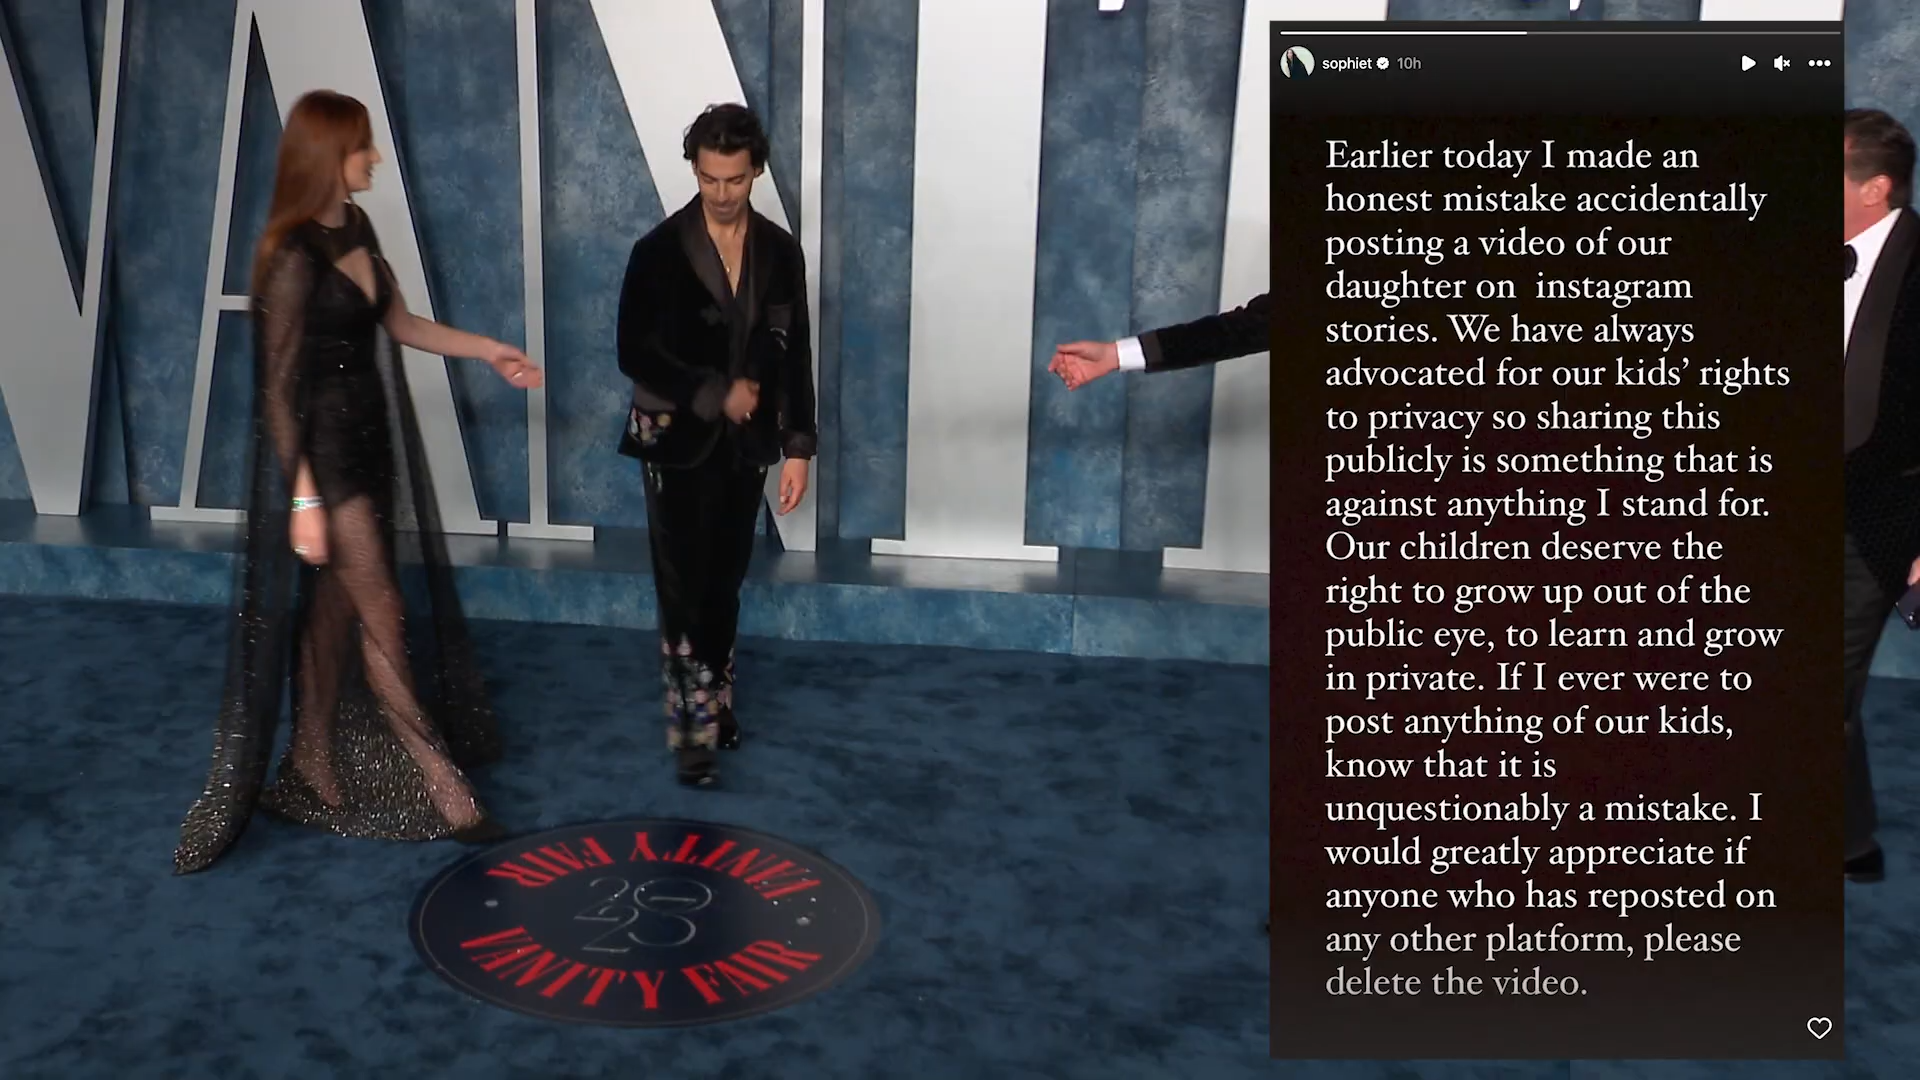 VANIT
sophiet 10h
Earlier today I made an
honest mistake accidentally
posting a video of our
daughter on  instagram
stories. We have always
advocated for our kids’ rights
to privacy so sharing this
publicly is something that is
against anything I stand for.
Our children deserve the
right to grow up out of the
public eye, to learn and grow
in private. If I ever were to
post anything of our kids,
know that it is
unquestionably a mistake. I
would greatly appreciate if
anyone who has reposted on
any other platform, please
delete the video.
VANITY FAIR
2023
VANITY FAIR